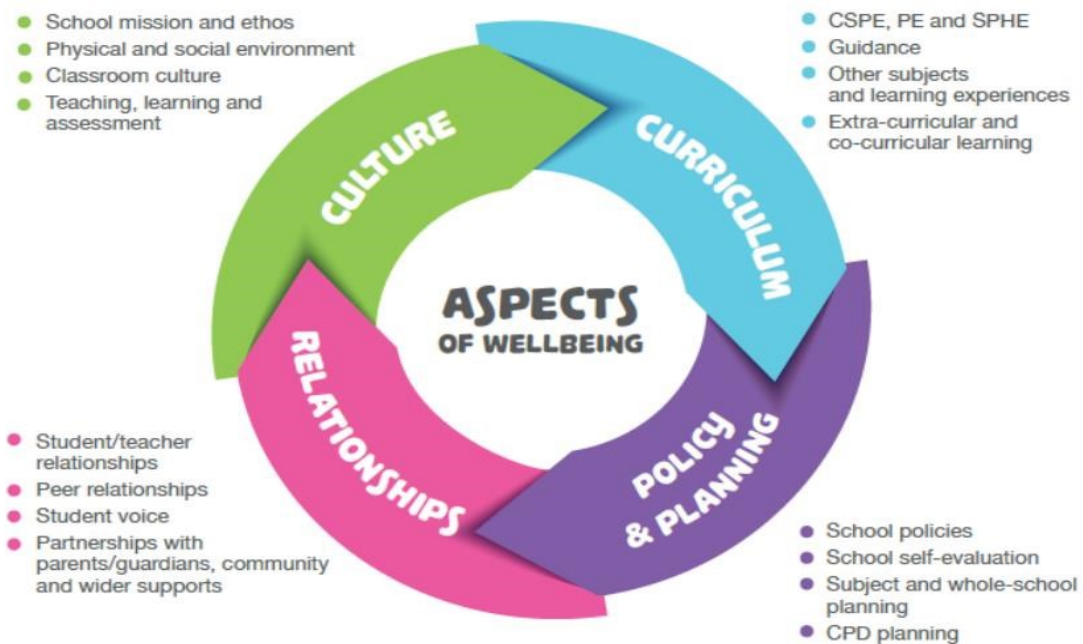 School mission and ethos
Physical and social environment
Classroom culture
Teaching, learning and
assessment
CSPE, PE and SPHE
Guidance
Other subjects
and learning experiences
Extra-curricular and
co-curricular learning
CULTURE
CURRICULUM
ASPECTS
OF WELLBEING
RELATIONSHIPS
POLICY
& PLANNING
Student/teacher
relationships
Peer relationships
Student voice
Partnerships with
parents/guardians, community
and wider supports
School policies
School self-evaluation
Subject and whole-school
planning
CPD planning